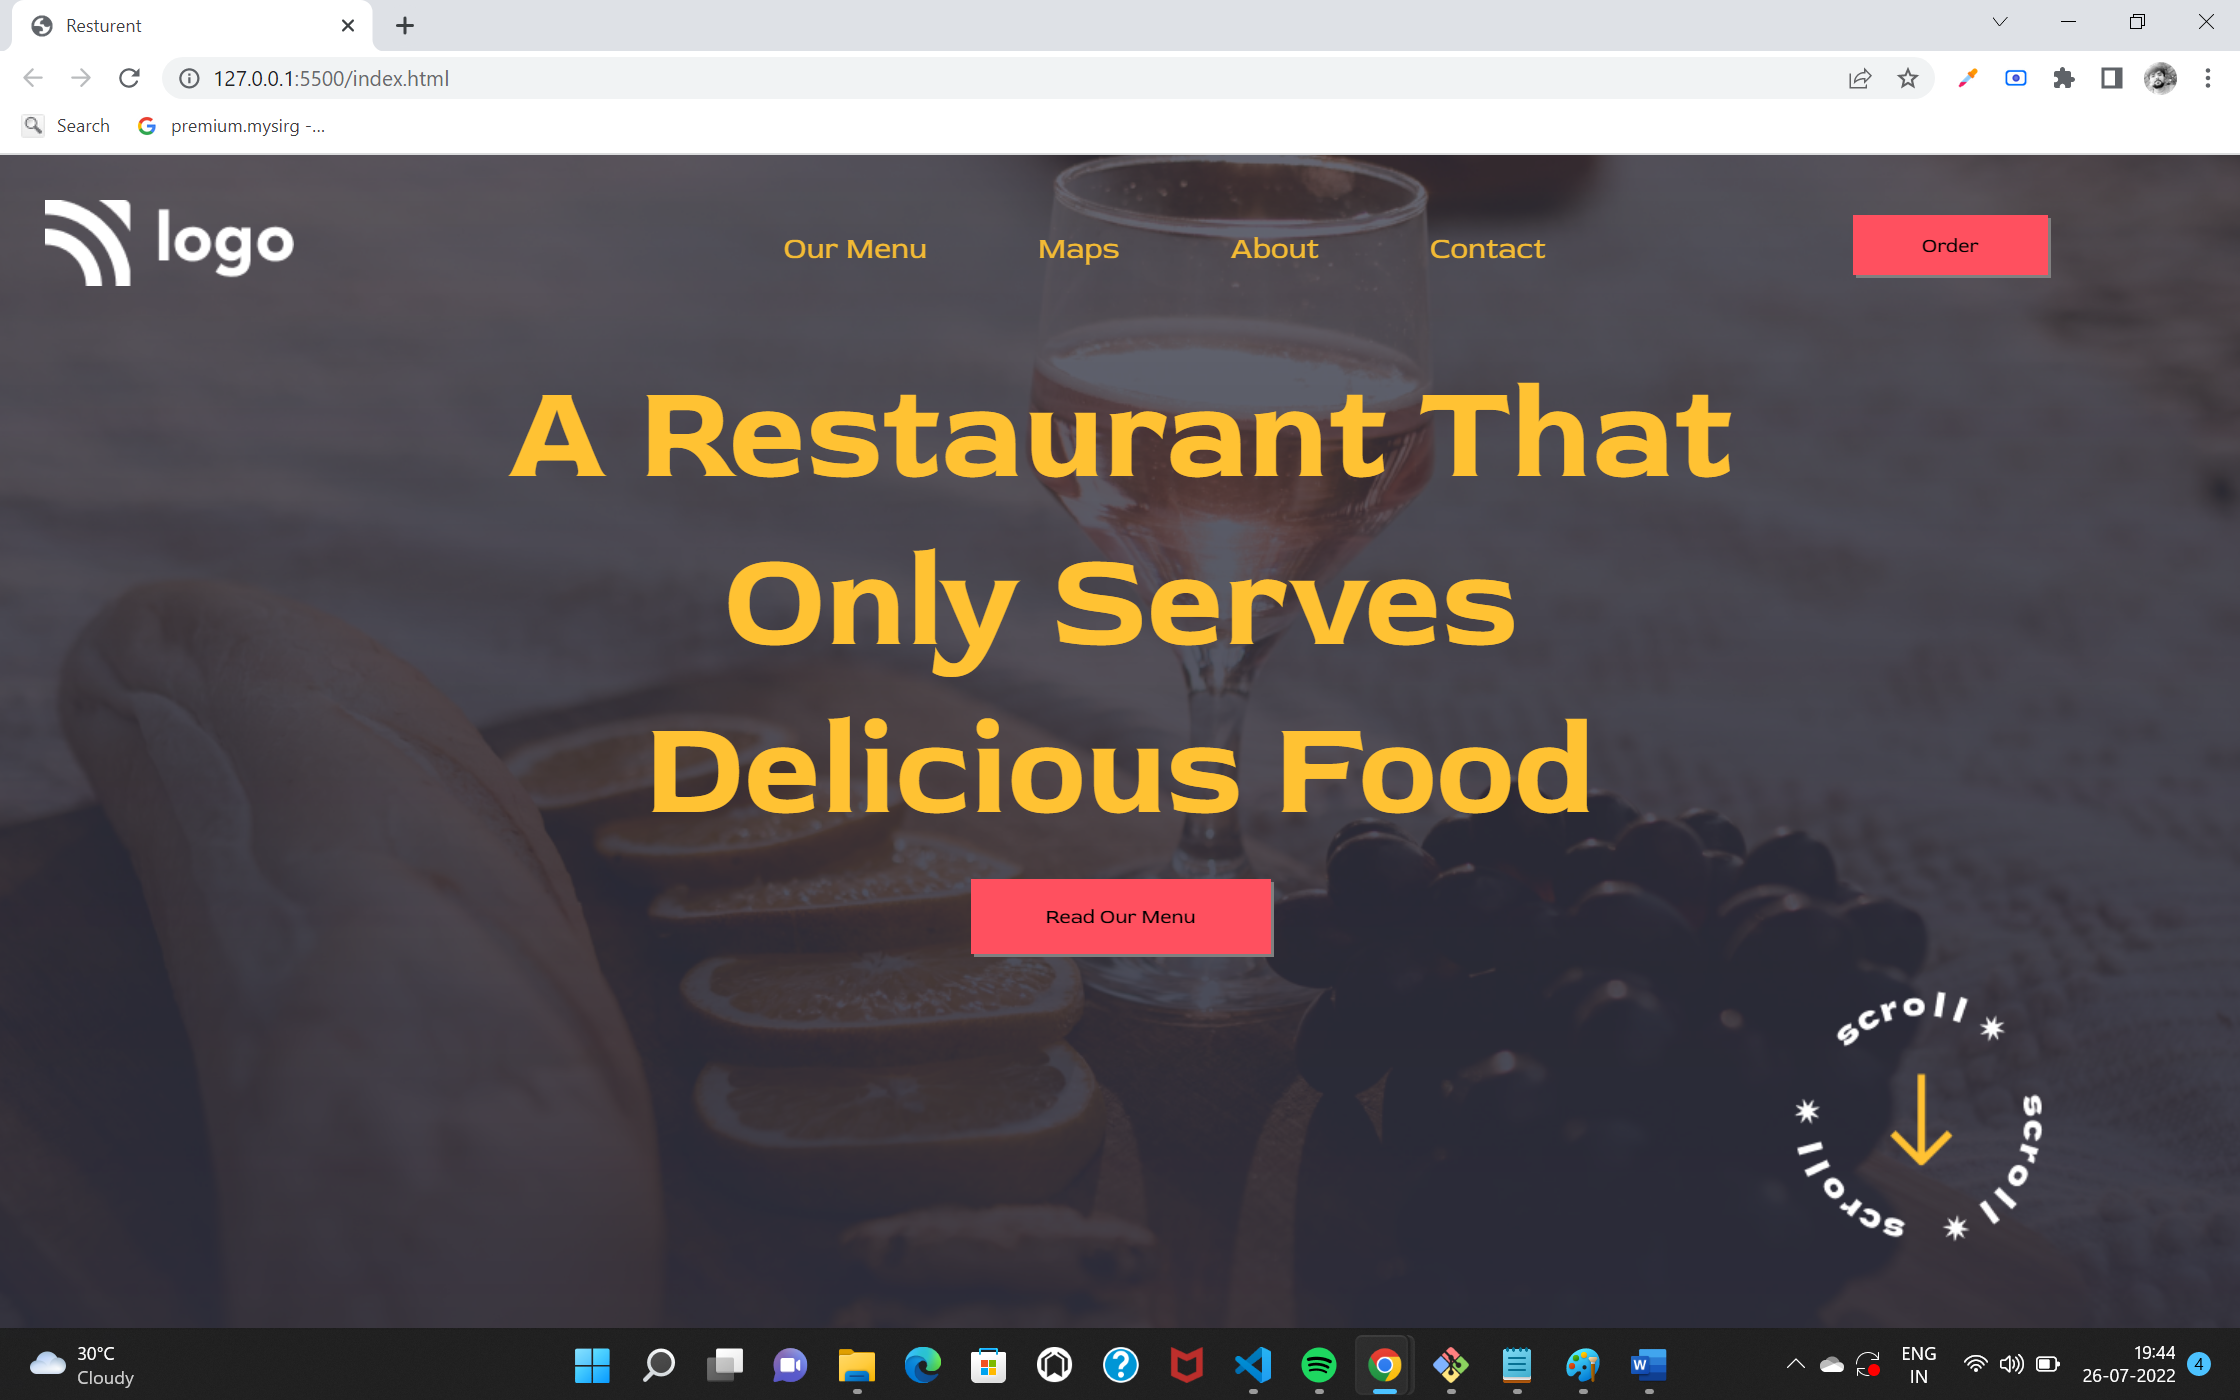 Resturent
127.0.0.1:5500/index.html
Search
premium.mysirg -...
logo
Our Menu
Maps
About
Contact
Order
A Restaurant That
Only Serves
Delicious Food
Read Our Menu
scroll
scroll
scroll
30°C
Cloudy
W
ENG
IN
19:44
26-07-2022
4